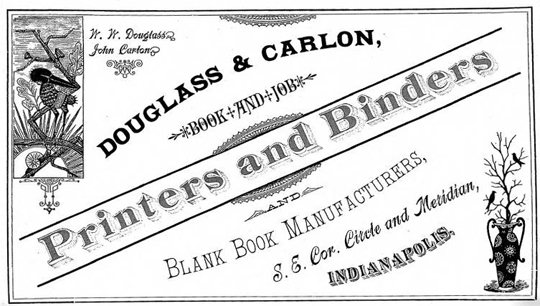 W. W. Douglass
John Carlon
DOUGLASS & CARLON,
BOOK AND JOB
Printers and Binders
AND
BLANK BOOK MANUFACTURERS,
S. E. Cor. Circle and Meridian,
INDIANAPOLIS.